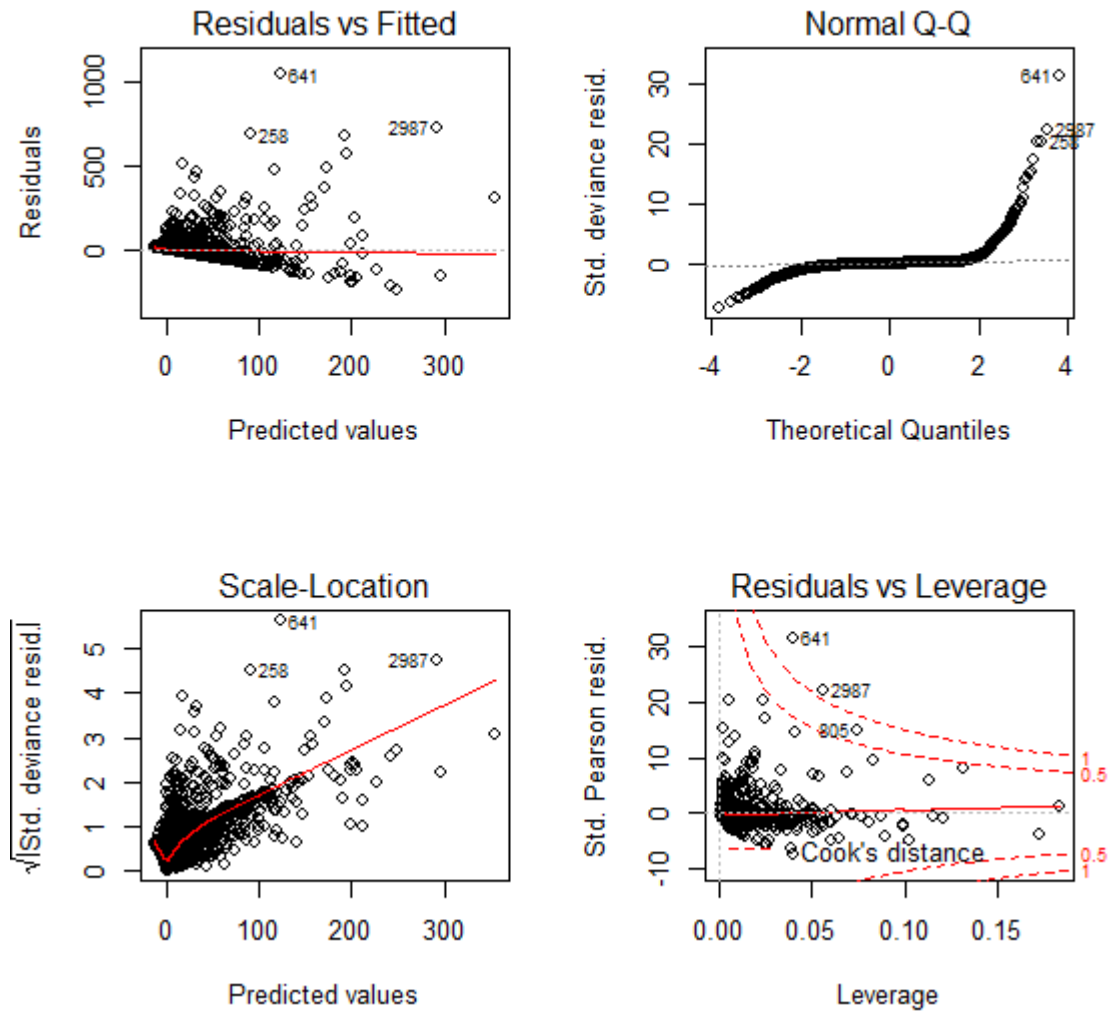 Residuals vs Fitted
Residuals
0 500 1000
641
258
2987
0 100 200 300
Predicted values
Normal Q-Q
Std. deviance resid.
0 10 20 30
641
2987
258
-4 -2 0 2 4
Theoretical Quantiles
Scale-Location
√|Std. deviance resid.|
0 1 2 3 4 5
641
258
2987
0 100 200 300
Predicted values
Residuals vs Leverage
Std. Pearson resid.
-10 0 10 20 30
641
2987
805
Cook's distance
1
0.5
0.5
1
0.00 0.05 0.10 0.15
Leverage